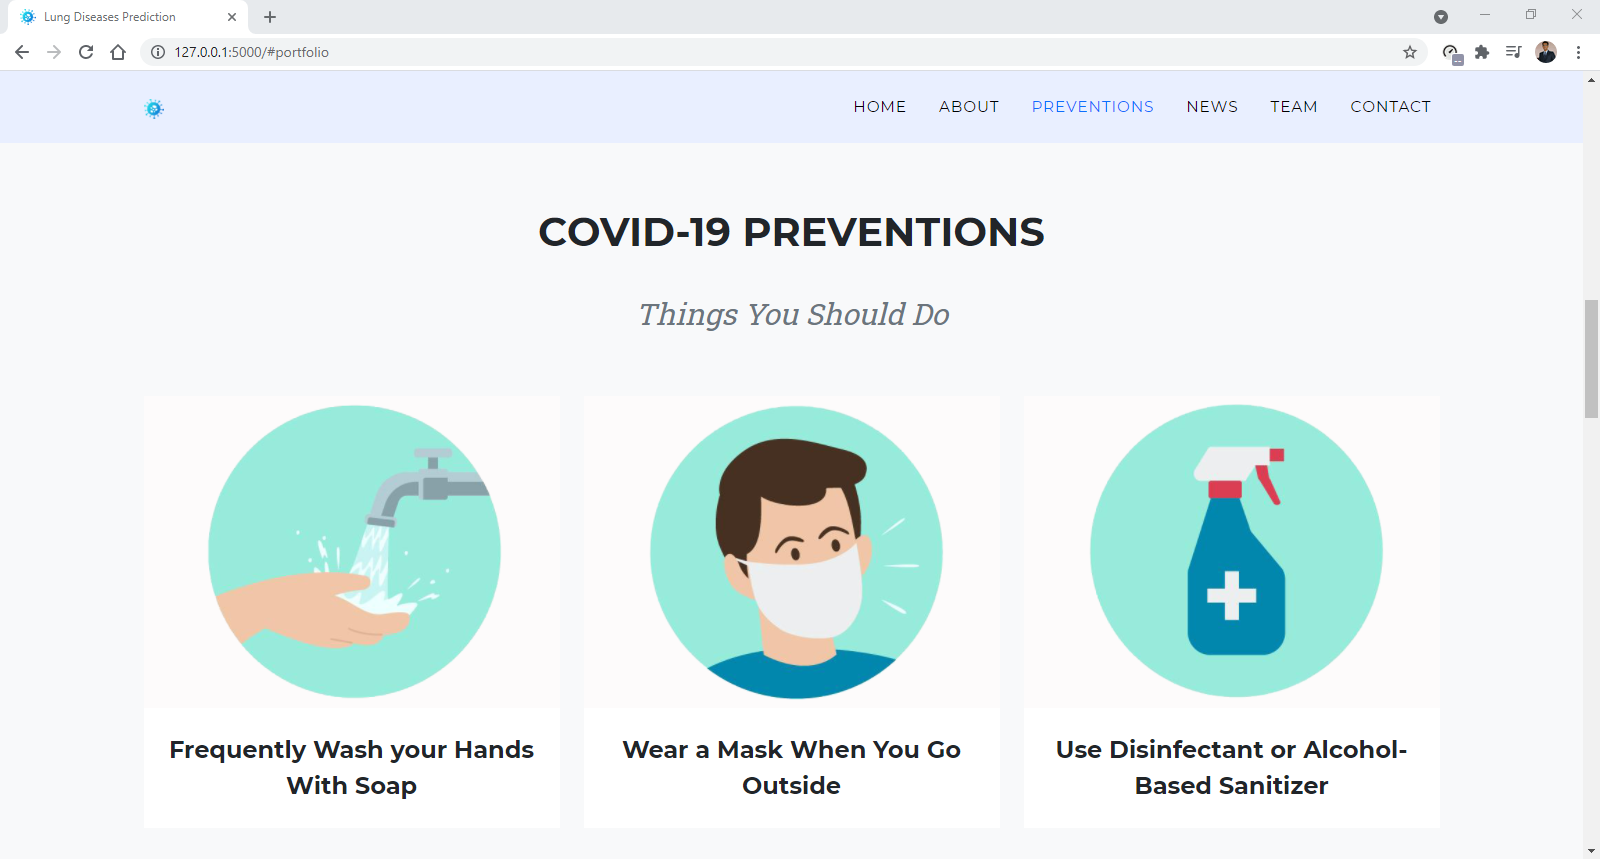 Lung Diseases Prediction
127.0.0.1:5000/#portfolio
HOME ABOUT PREVENTIONS NEWS TEAM CONTACT
COVID-19 PREVENTIONS
Things You Should Do
Frequently Wash your Hands
With Soap
Wear a Mask When You Go
Outside
Use Disinfectant or Alcohol-
Based Sanitizer